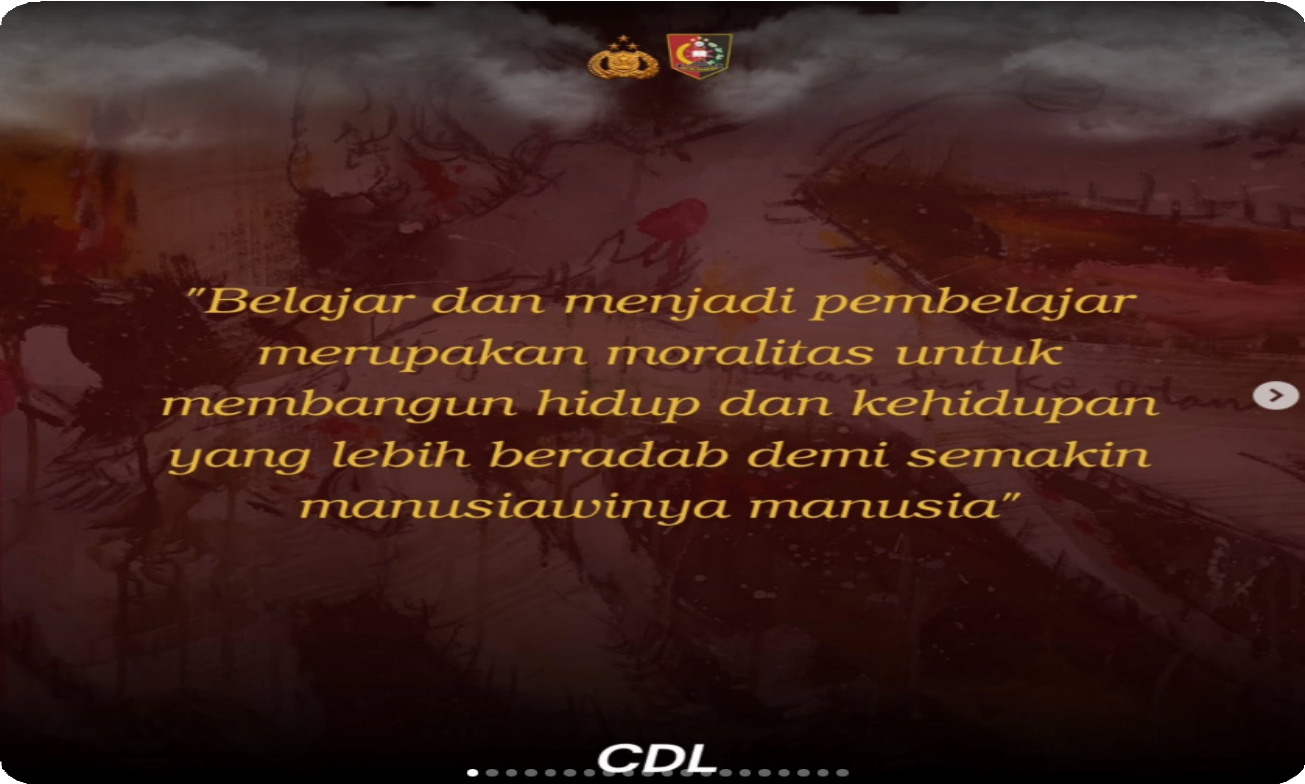 "Belajar dan menjadi pembelajar
merupakan moralitas untuk
membangun hidup dan kehidupan
yang lebih beradab demi semakin
manusiawinya manusia"
CDL